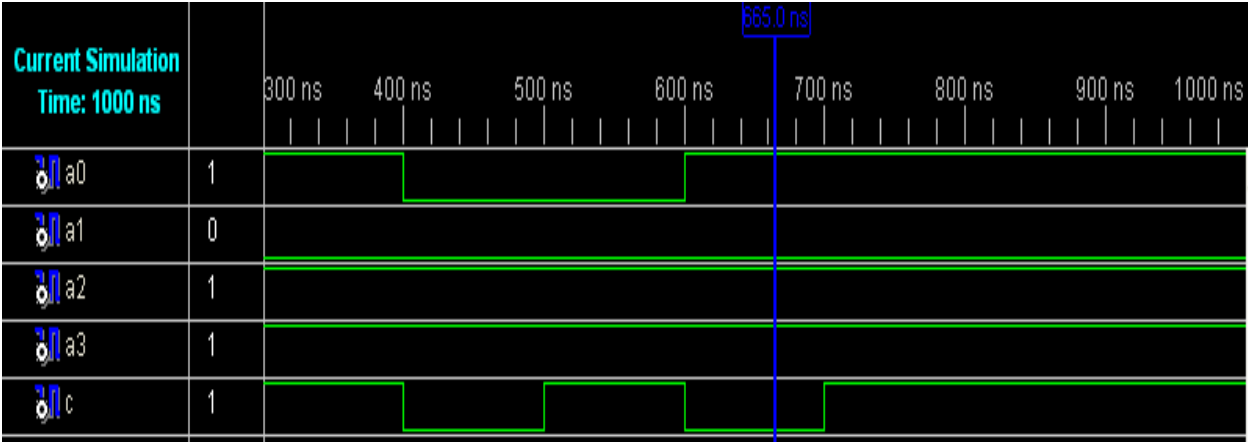 665.0 ns
Current Simulation
Time: 1000 ns
300 ns 400 ns 500 ns 600 ns 700 ns 800 ns 900 ns 1000 ns
a0 1
a1 0
a2 1
a3 1
c 1